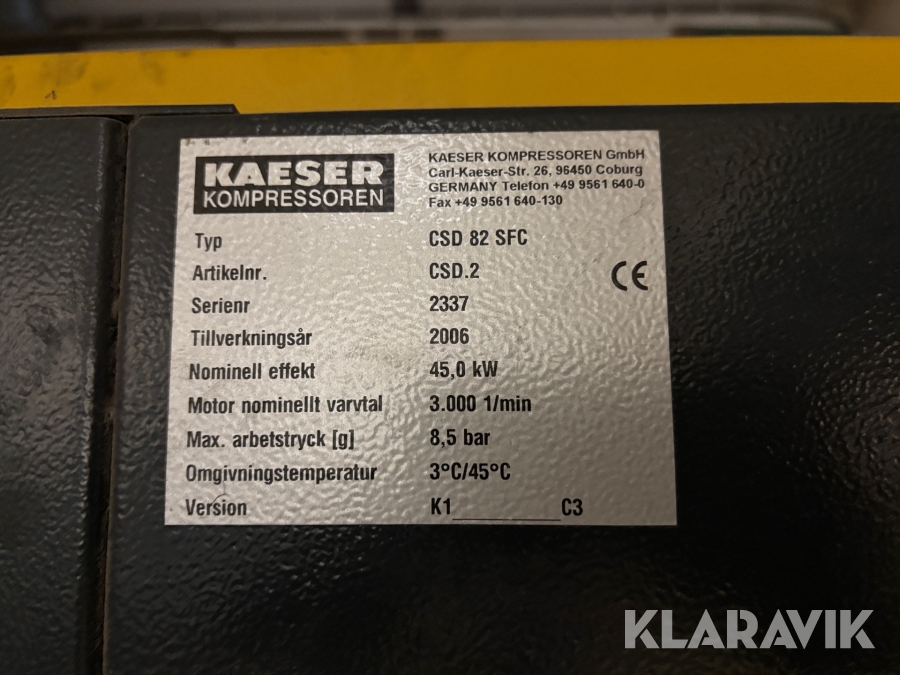 KAESER
KOMPRESSOREN
KAESER KOMPRESSOREN GmbH
Carl-Kaeser-Str. 26, 96450 Coburg
GERMANY Telefon +49 9561 640-0
Fax +49 9561 640-130
Typ CSD 82 SFC
Artikelnr. CSD.2
CE
Serienr 2337
Tillverkningsår 2006
Nominell effekt 45,0 kW
Motor nominellt varvtal 3.000 1/min
Max. arbetstryck [g] 8,5 bar
Omgivningstemperatur 3°C/45°C
Version K1__________C3
KLARAVIK